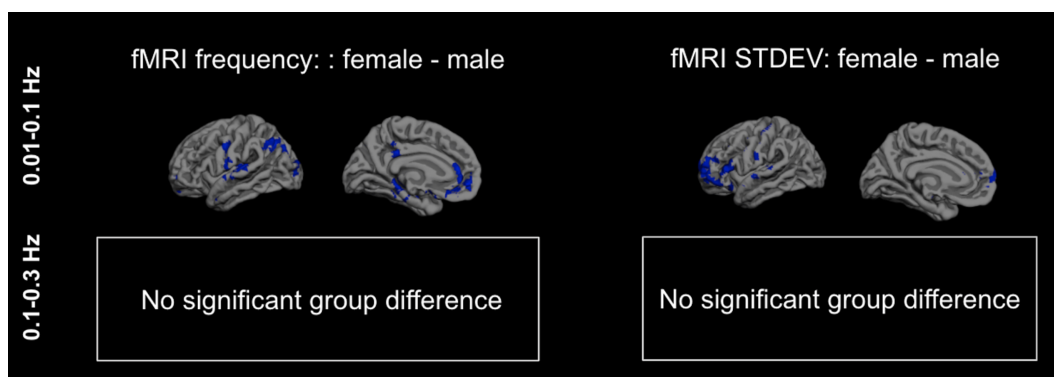 fMRI frequency: : female - male
fMRI STDEV: female - male
0.01-0.1 Hz
0.1-0.3 Hz
No significant group difference
No significant group difference